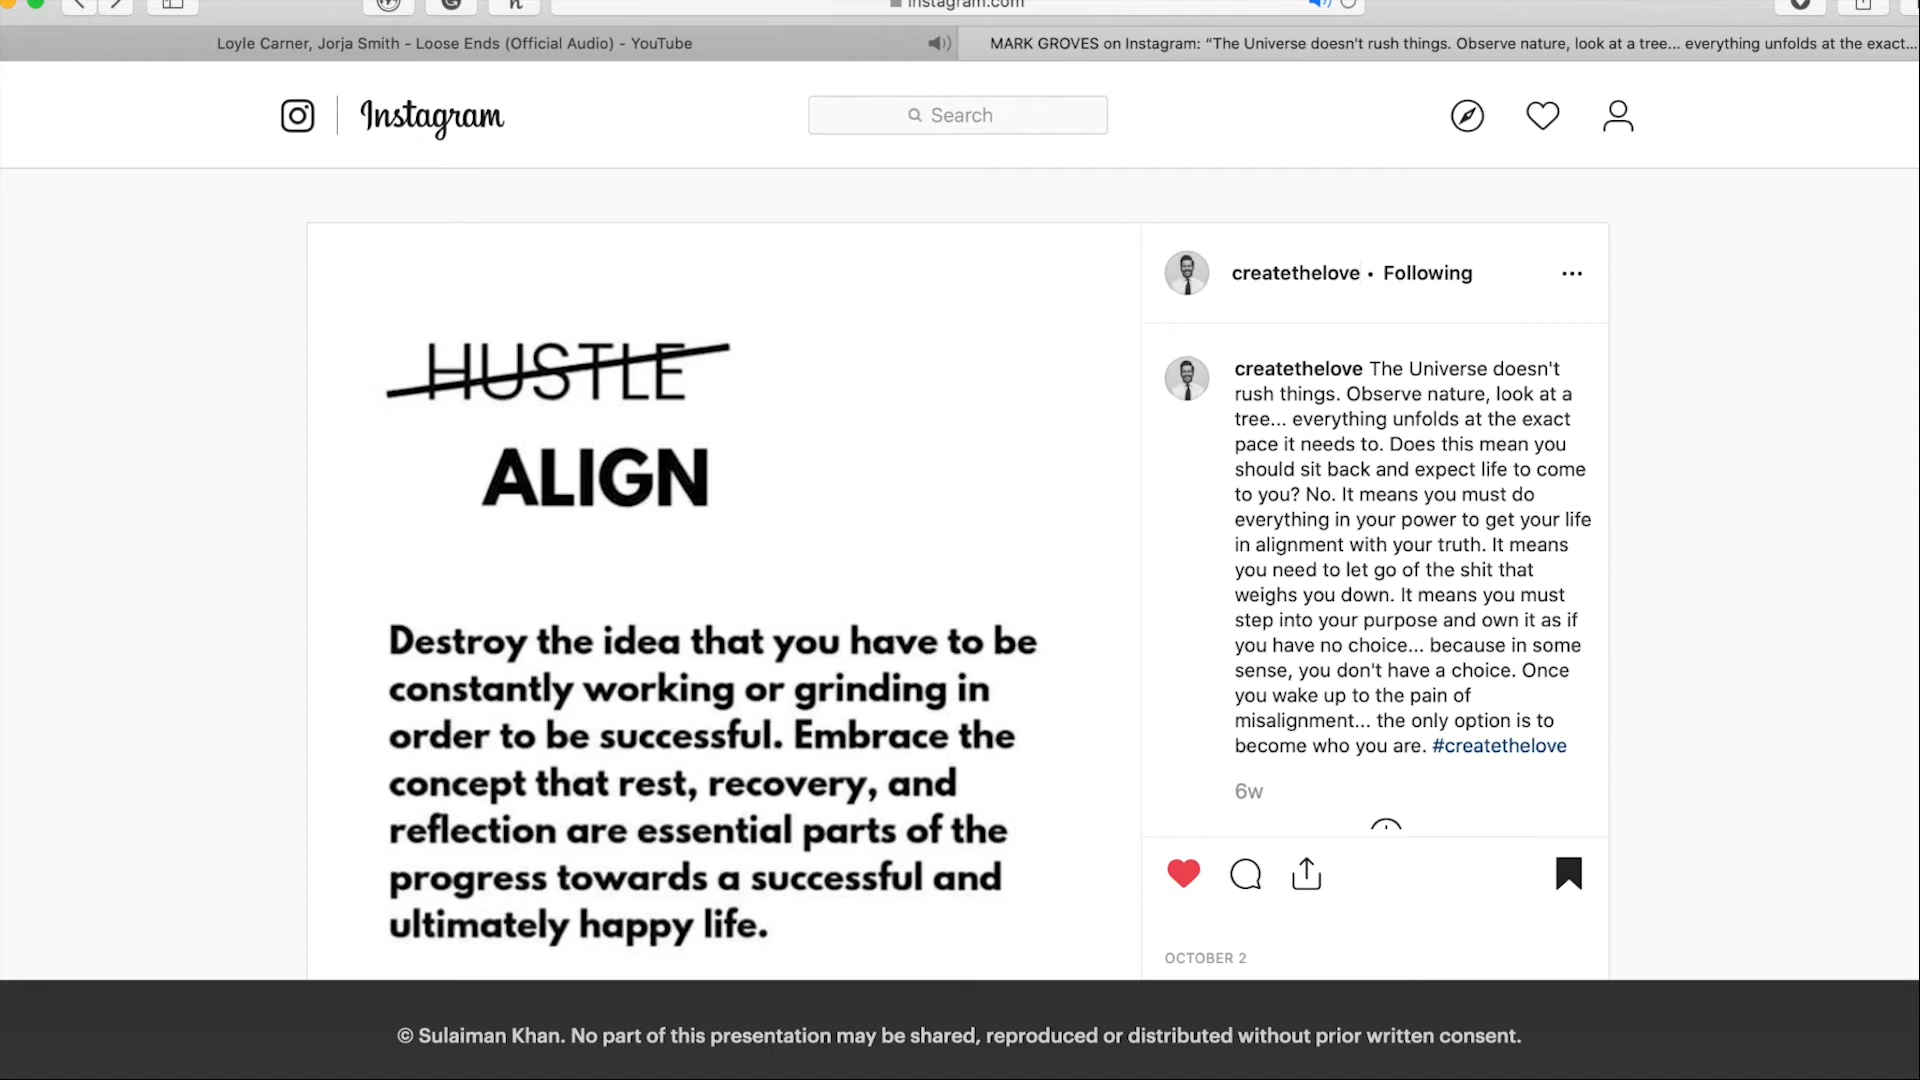 instagram.com
Loyle Carner, Jorja Smith - Loose Ends (Official Audio) - YouTube
MARK GROVES on Instagram: “The Universe doesn't rush things. Observe nature, look at a tree... everything unfolds at the exact...
Instagram
Search
HUSTLE
ALIGN
Destroy the idea that you have to be
constantly working or grinding in
order to be successful. Embrace the
concept that rest, recovery, and
reflection are essential parts of the
progress towards a successful and
ultimately happy life.
createthelove • Following
createthelove The Universe doesn't
rush things. Observe nature, look at a
tree... everything unfolds at the exact
pace it needs to. Does this mean you
should sit back and expect life to come
to you? No. It means you must do
everything in your power to get your life
in alignment with your truth. It means
you need to let go of the shit that
weighs you down. It means you must
step into your purpose and own it as if
you have no choice... because in some
sense, you don't have a choice. Once
you wake up to the pain of
misalignment... the only option is to
become who you are. #createthelove
6w
OCTOBER 2
© Sulaiman Khan. No part of this presentation may be shared, reproduced or distributed without prior written consent.